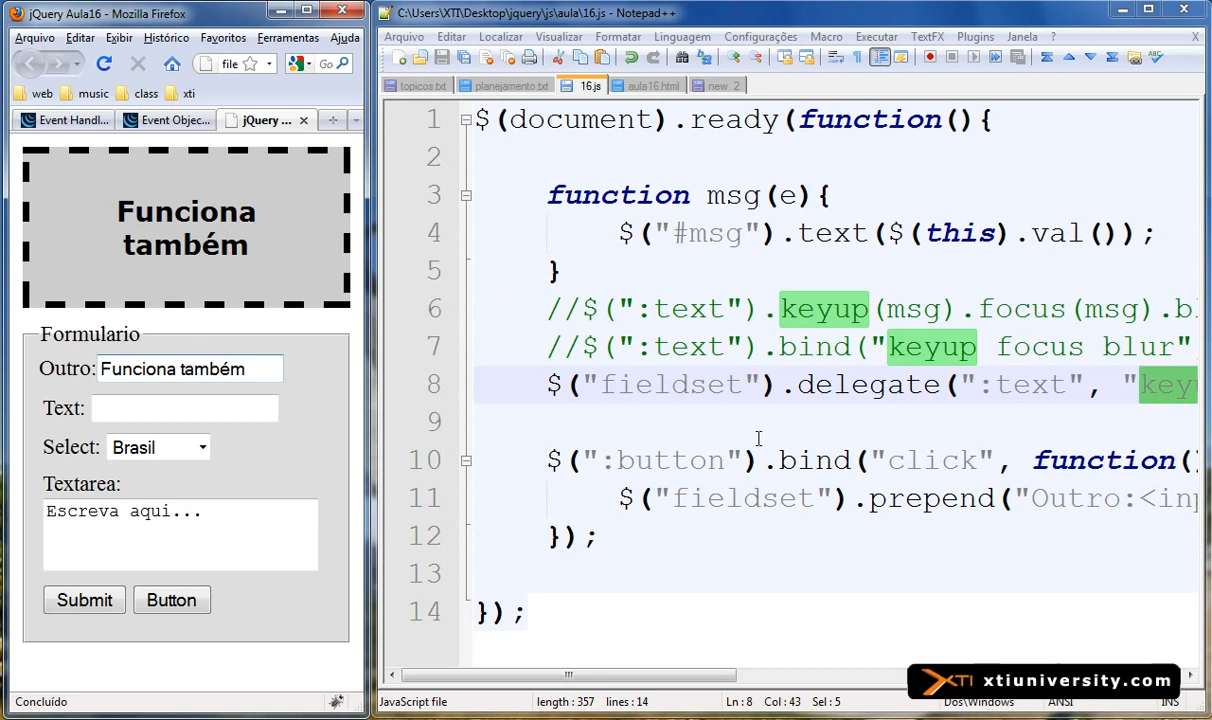 jQuery Aula16 - Mozilla Firefox
Arquivo Editar Exibir Histórico Favoritos Ferramentas Ajuda
file
Go
web music class xti
Event Handl... Event Objec... jQuery ...
Funciona
também
Formulario
Outro: Funciona também
Text:
Select: Brasil
Textarea:
Escreva aqui...
Submit Button
Concluído
C:\Users\XTI\Desktop\jquery\js\aula\16.js - Notepad++
Arquivo Editar Localizar Visualizar Formatar Linguagem Configurações Macro Executar TextFX Plugins Janela ? X
topicos.txt planejamento.txt 16.js aula16.html new 2
1 $(document).ready(function(){
2
3 function msg(e){
4 $("#msg").text($(this).val());
5 }
6 //$(":text").keyup(msg).focus(msg).bl
7 //$(":text").bind("keyup focus blur"
8 $("fieldset").delegate(":text", "keyu
9
10 $(":button").bind("click", function()
11 $("fieldset").prepend("Outro:<inp
12 });
13
14 });
XTI xtiuniversity.com
JavaScript file length : 357 lines : 14 Ln : 8 Col : 43 Sel : 5 Dos\Windows ANSI INS